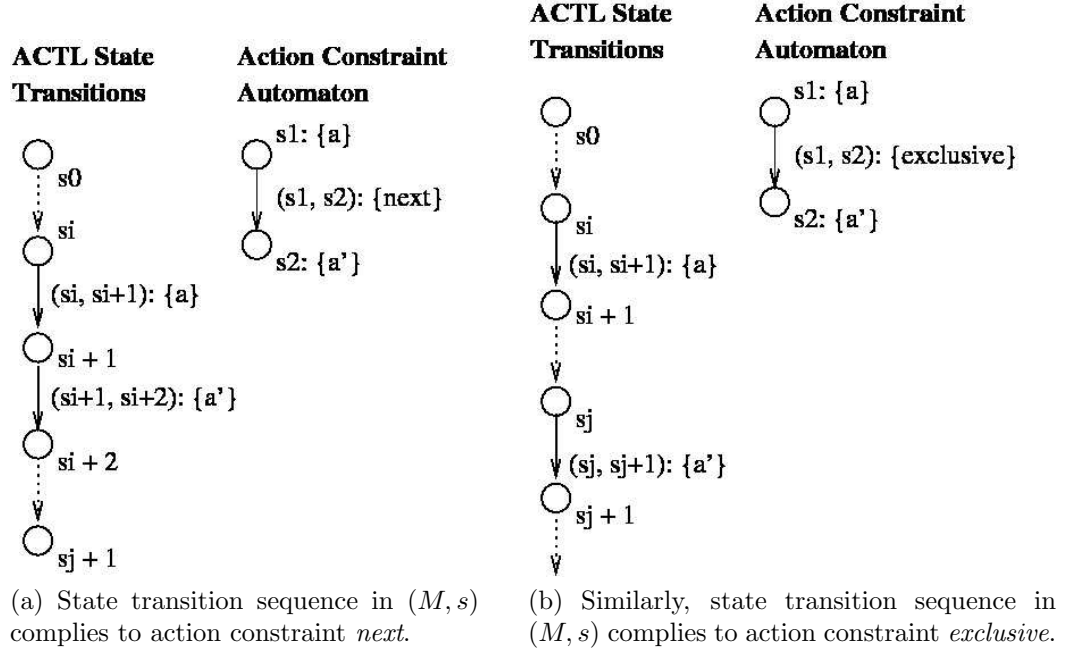 ACTL State
Transitions
Action Constraint
Automaton
s0
si
(si, si+1): {a}
si + 1
(si+1, si+2): {a'}
si + 2
sj + 1
s1: {a}
(s1, s2): {next}
s2: {a'}
(a) State transition sequence in (M, s)
complies to action constraint next.
ACTL State
Transitions
Action Constraint
Automaton
s0
si
(si, si+1): {a}
si + 1
sj
(sj, sj+1): {a'}
sj + 1
s1: {a}
(s1, s2): {exclusive}
s2: {a'}
(b) Similarly, state transition sequence in
(M, s) complies to action constraint exclusive.